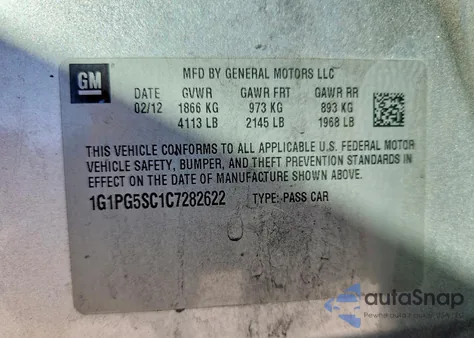 GM
MFD BY GENERAL MOTORS LLC
DATE GVWR GAWR FRT GAWR RR
02/12 1866 KG 973 KG 893 KG
4113 LB 2145 LB 1968 LB
THIS VEHICLE CONFORMS TO ALL APPLICABLE U.S. FEDERAL MOTOR
VEHICLE SAFETY, BUMPER, AND THEFT PREVENTION STANDARDS IN
EFFECT ON THE DATE OF MANUFACTURE SHOWN ABOVE.
1G1PG5SC1C7282622 TYPE: PASS CAR
autoSnap